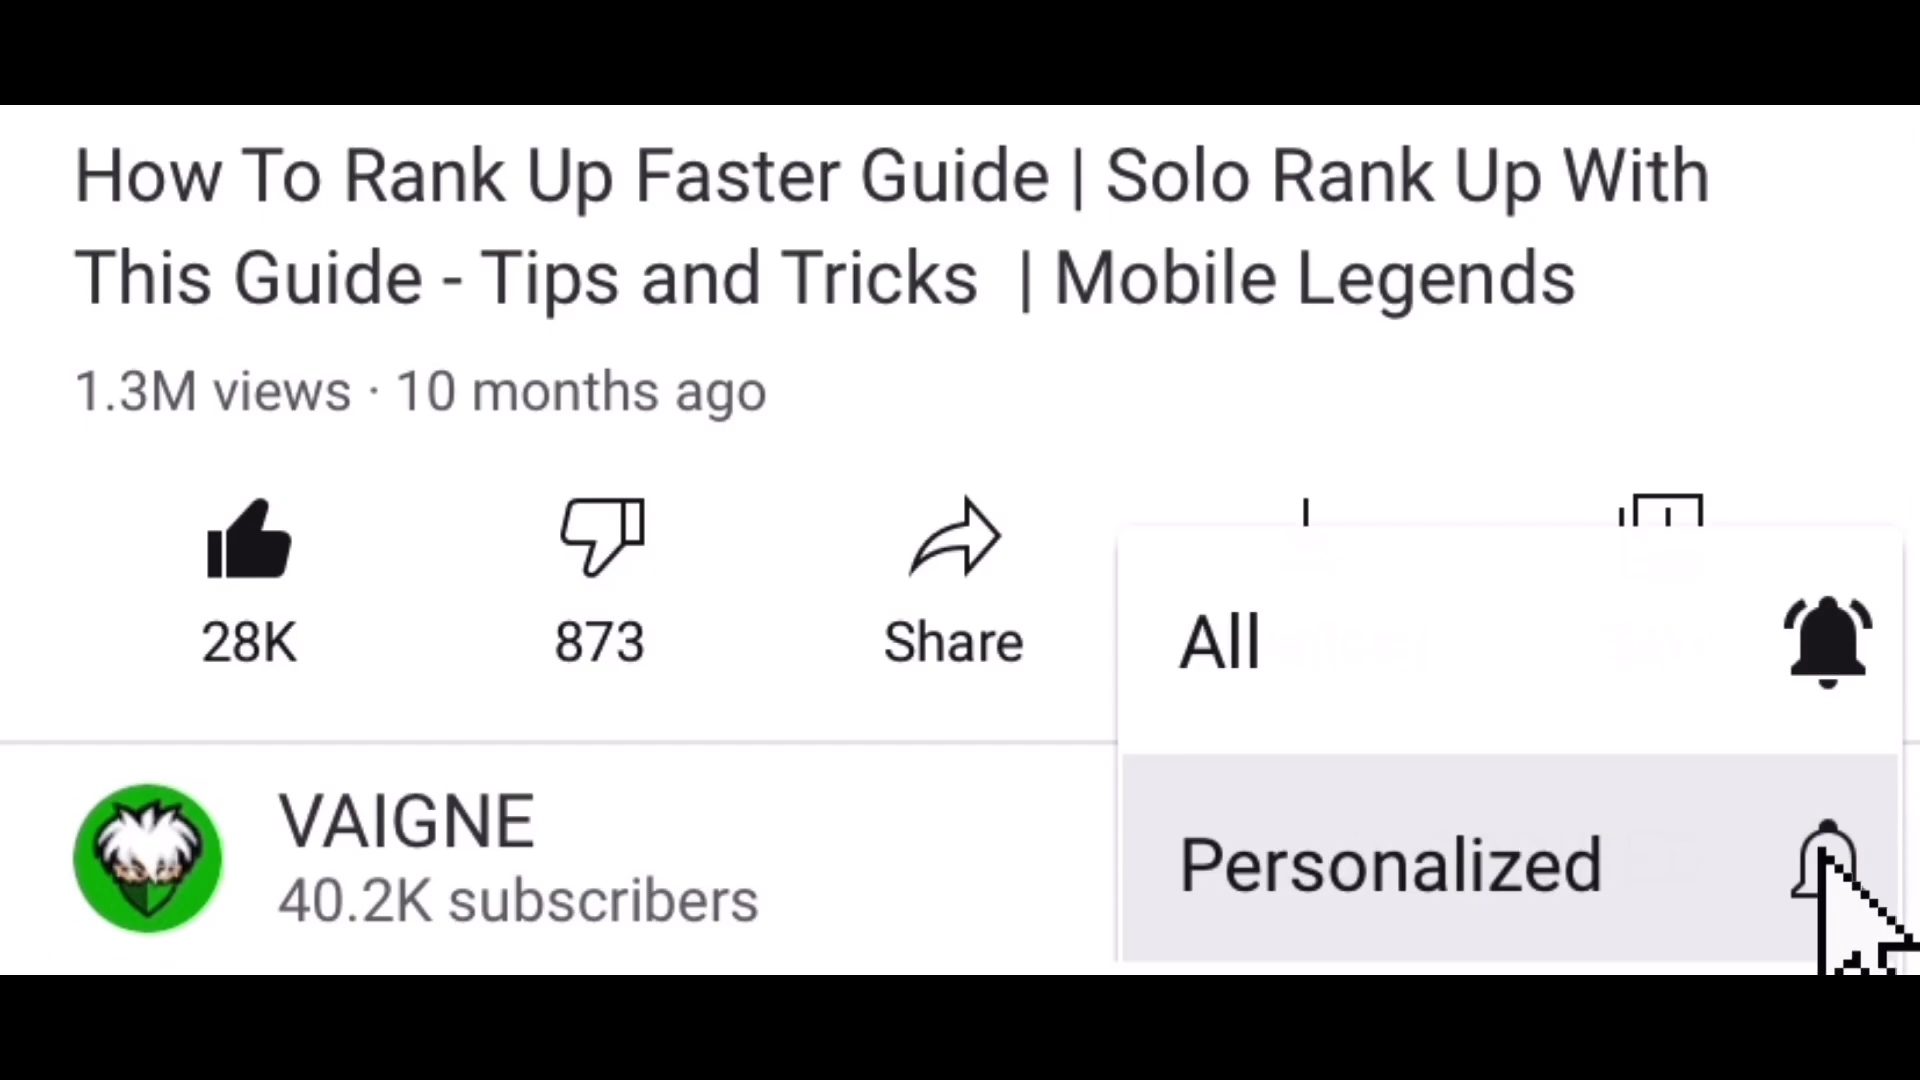 How To Rank Up Faster Guide | Solo Rank Up With
This Guide - Tips and Tricks  | Mobile Legends
1.3M views · 10 months ago
28K
873
Share
All
VAIGNE
40.2K subscribers
Personalized